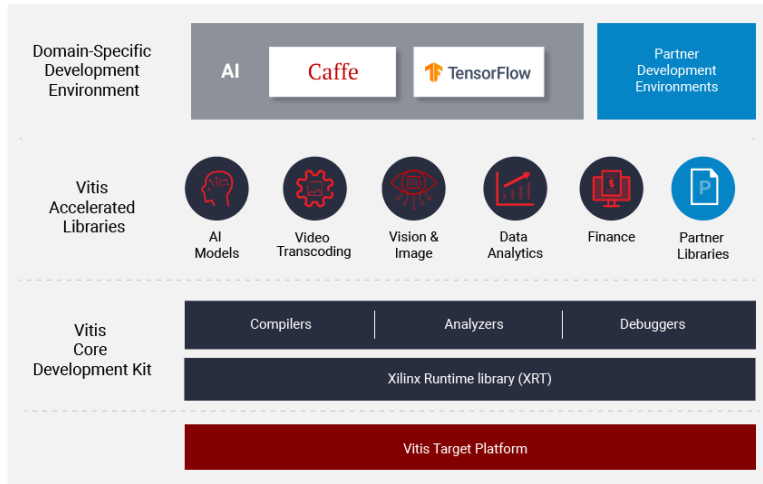 Domain-Specific
Development
Environment
AI
Caffe
TensorFlow
Partner
Development
Environments
Vitis
Accelerated
Libraries
AI
Models
Video
Transcoding
Vision &
Image
Data
Analytics
Finance
Partner
Libraries
$
P
Vitis
Core
Development Kit
Compilers
Analyzers
Debuggers
Xilinx Runtime library (XRT)
Vitis Target Platform